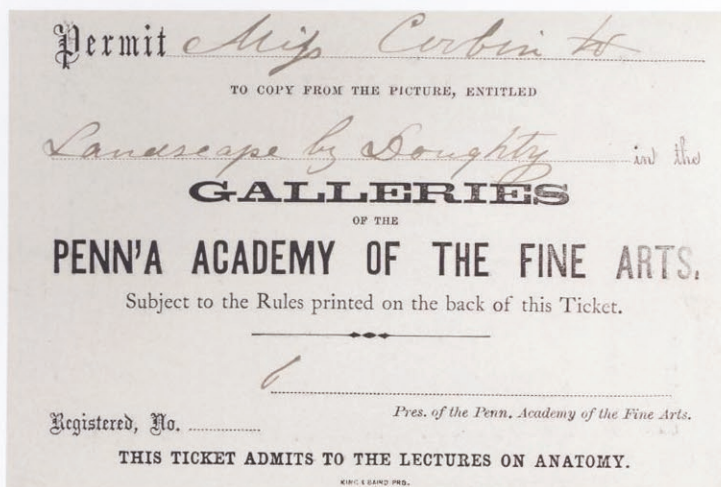 Permit Miss Corbin to
TO COPY FROM THE PICTURE, ENTITLED
Landscape by Doughty in the
GALLERIES
OF THE
PENN'A ACADEMY OF THE FINE ARTS.
Subject to the Rules printed on the back of this Ticket.
Pres. of the Penn. Academy of the Fine Arts.
Registered, No.
THIS TICKET ADMITS TO THE LECTURES ON ANATOMY.
KING & BAIRD PRS.